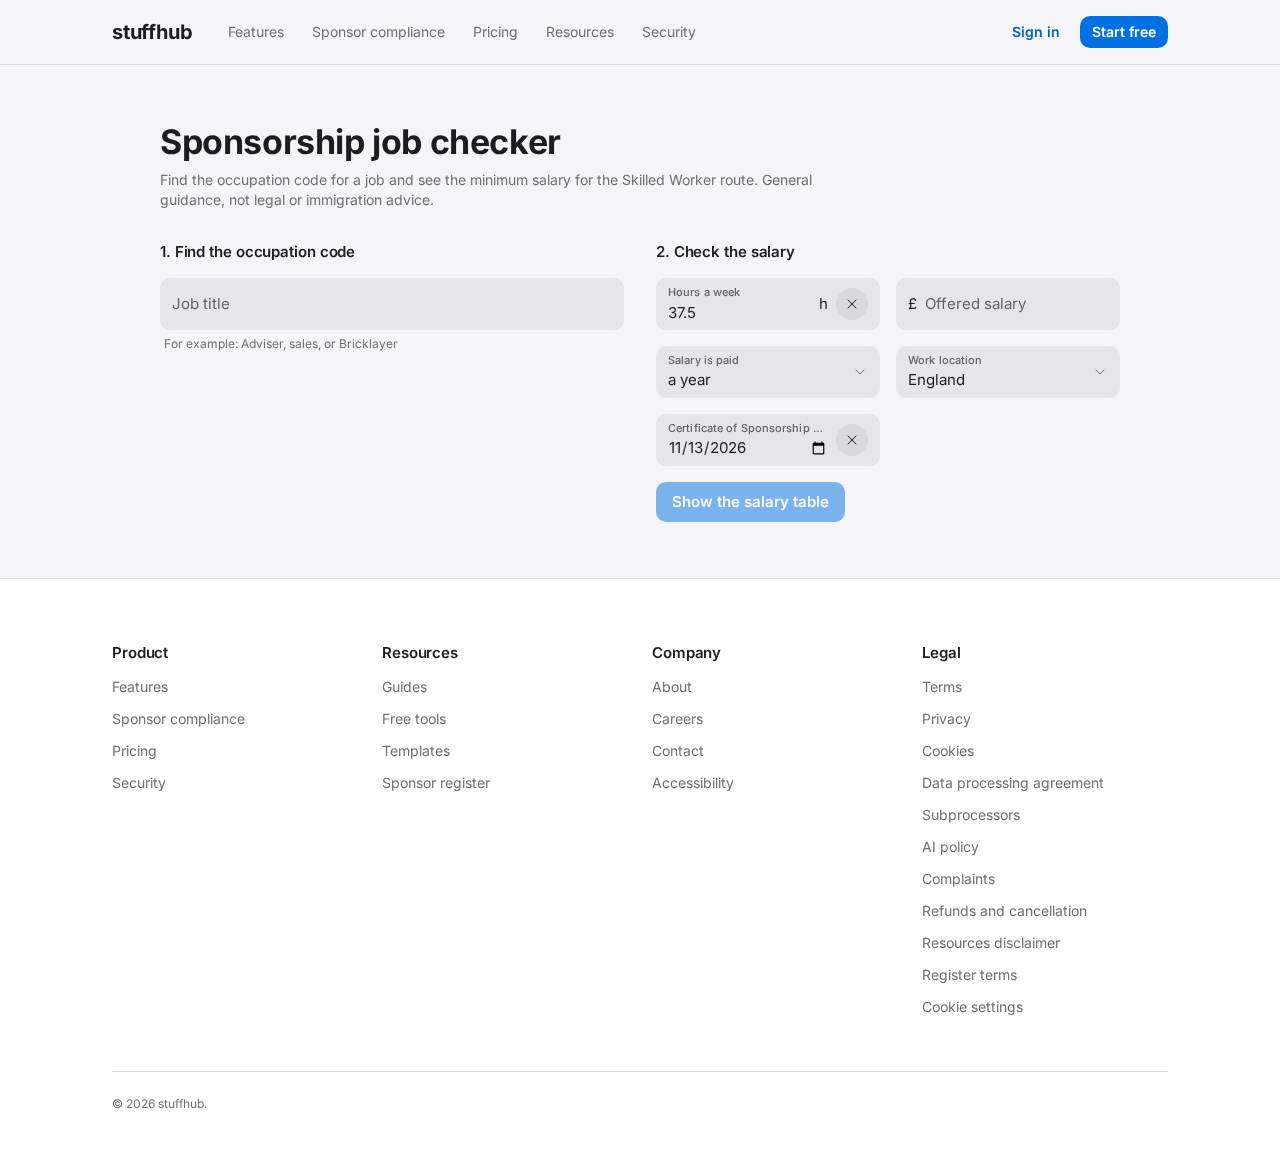 stuffhub
Features
Sponsor compliance
Pricing
Resources
Security
Sign in
Start free
Sponsorship job checker
Find the occupation code for a job and see the minimum salary for the Skilled Worker route. General
guidance, not legal or immigration advice.
1. Find the occupation code
Job title
For example: Adviser, sales, or Bricklayer
2. Check the salary
Hours a week
37.5
h
£ Offered salary
Salary is paid
a year
Work location
England
Certificate of Sponsorship ...
11/13/2026
Show the salary table
Product
Features
Sponsor compliance
Pricing
Security
Resources
Guides
Free tools
Templates
Sponsor register
Company
About
Careers
Contact
Accessibility
Legal
Terms
Privacy
Cookies
Data processing agreement
Subprocessors
AI policy
Complaints
Refunds and cancellation
Resources disclaimer
Register terms
Cookie settings
© 2026 stuffhub.